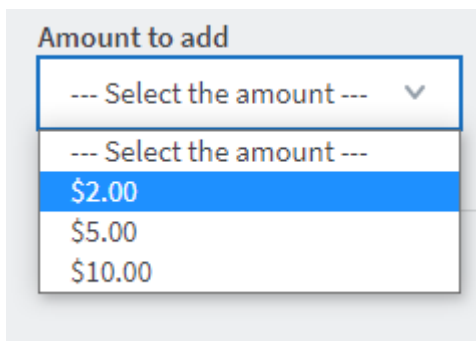 Amount to add
--- Select the amount ---
--- Select the amount ---
$2.00
$5.00
$10.00